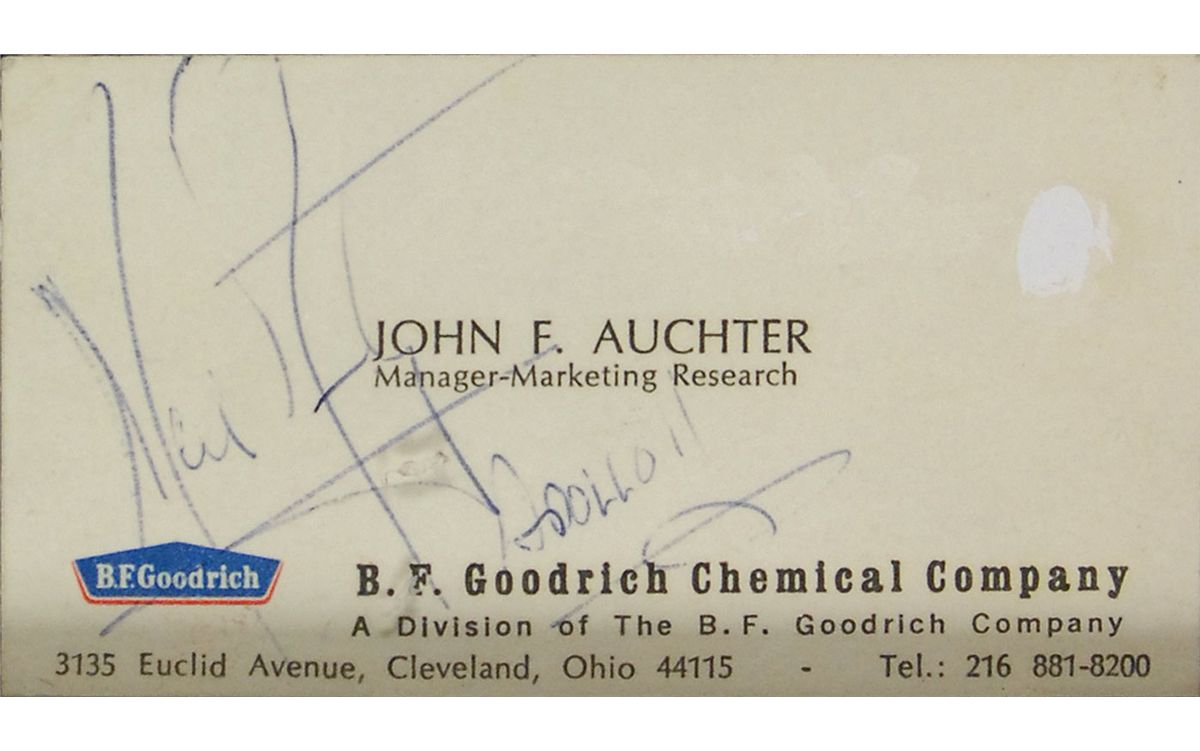 Neil
JOHN F. AUCHTER
Manager-Marketing Research
APOLLO 11
B.F.Goodrich
B. F. Goodrich Chemical Company
A Division of The B. F. Goodrich Company
3135 Euclid Avenue, Cleveland, Ohio 44115 - Tel.: 216 881-8200